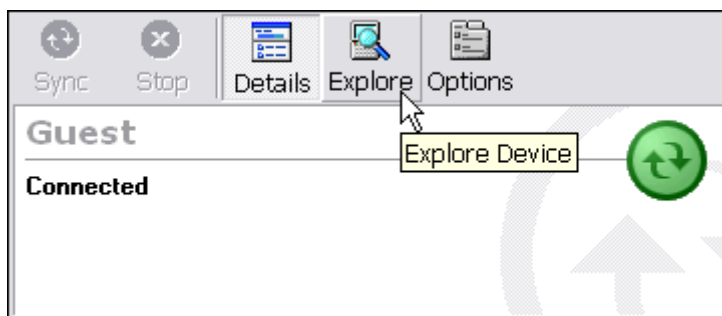 Sync Stop Details Explore Options
Guest
Explore Device
Connected